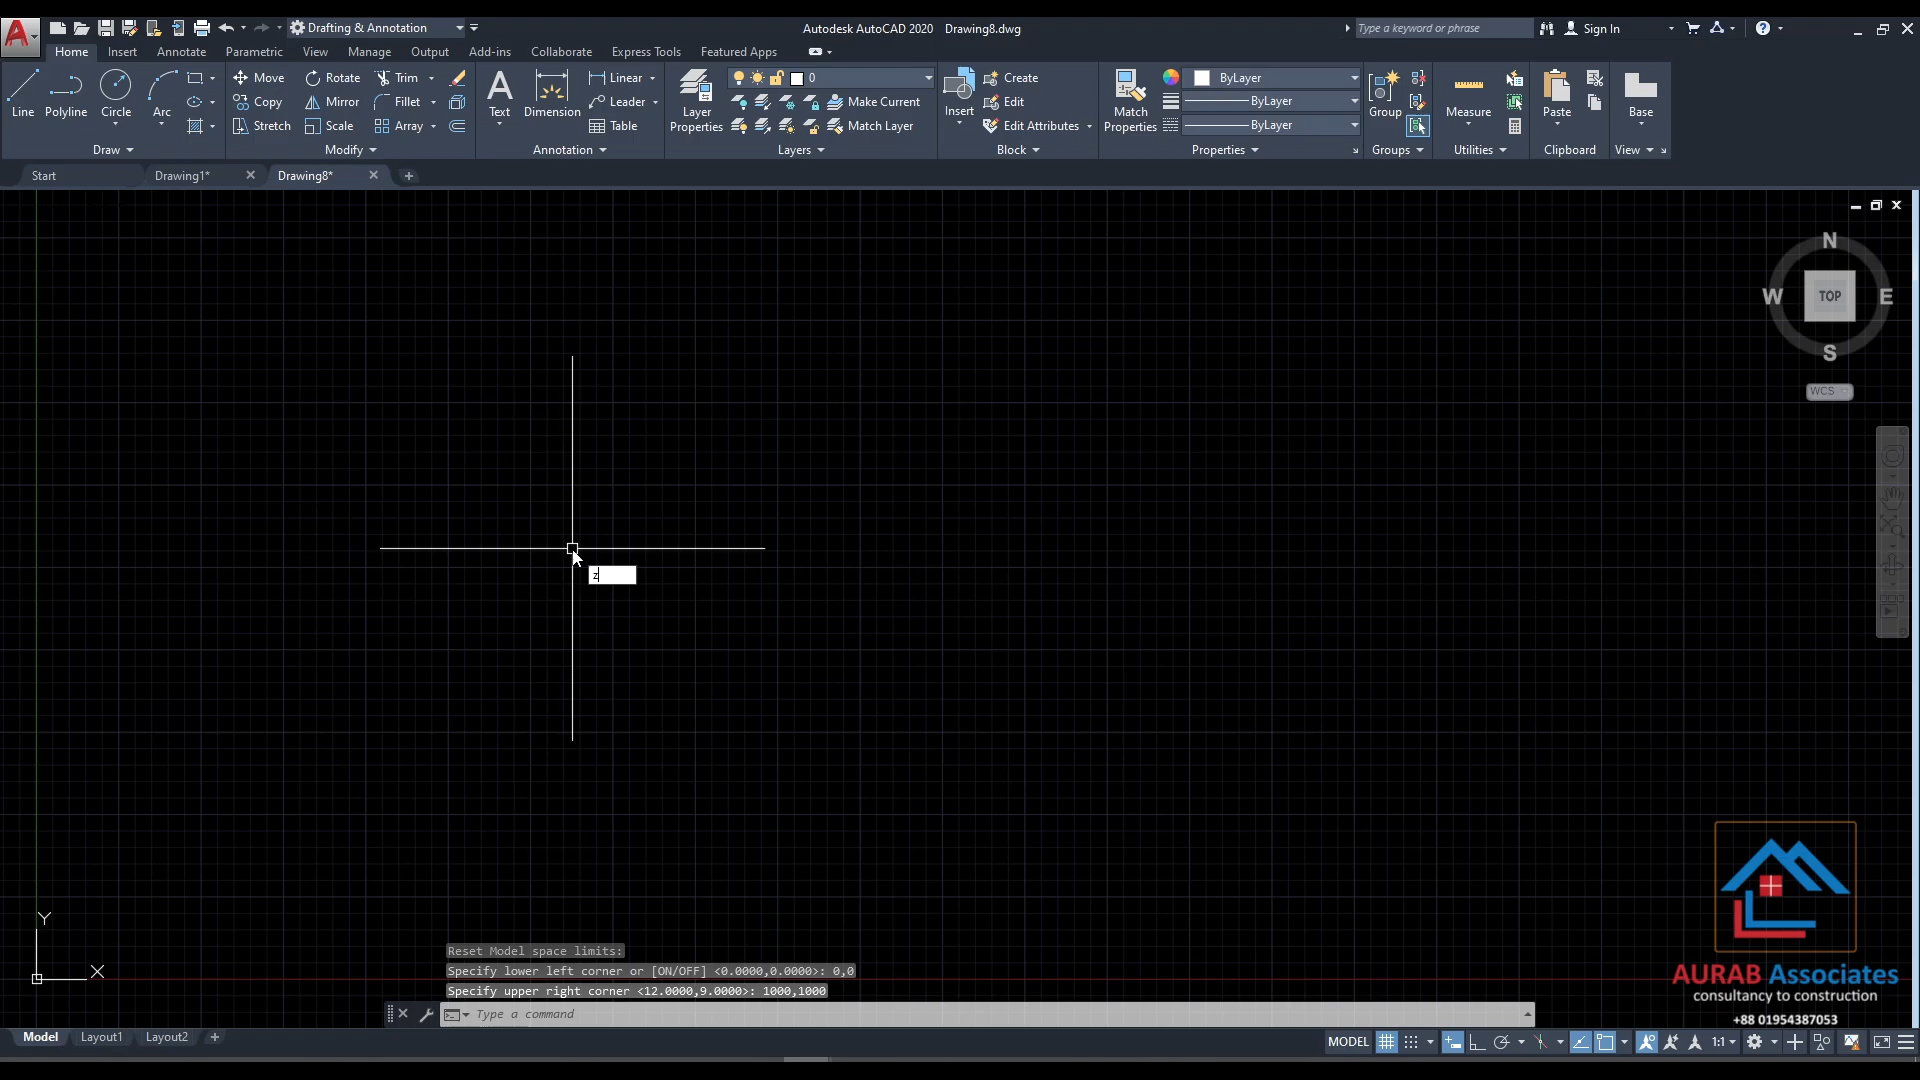 Drafting & Annotation
Autodesk AutoCAD 2020 Drawing8.dwg
Type a keyword or phrase
Sign In
Home Insert Annotate Parametric View Manage Output Add-ins Collaborate Express Tools Featured Apps
Line Polyline Circle Arc
Draw
Move Rotate Trim
Copy Mirror Fillet
Stretch Scale Array
Modify
Text Dimension
Linear
Leader
Table
Annotation
Layer
Properties
0
Make Current
Match Layer
Layers
Insert
Create
Edit
Edit Attributes
Block
Match
Properties
ByLayer
ByLayer
ByLayer
Properties
Group
Groups
Measure
Utilities
Paste
Clipboard
Base
View
Start Drawing1* Drawing8*
N
W TOP E
S
WCS
z
Y
X
Reset Model space limits:
Specify lower left corner or [ON/OFF] <0.0000,0.0000>: 0,0
Specify upper right corner <12.0000,9.0000>: 1000,1000
Type a command
AURAB Associates
consultancy to construction
+88 01954387053
Model Layout1 Layout2
MODEL 1:1